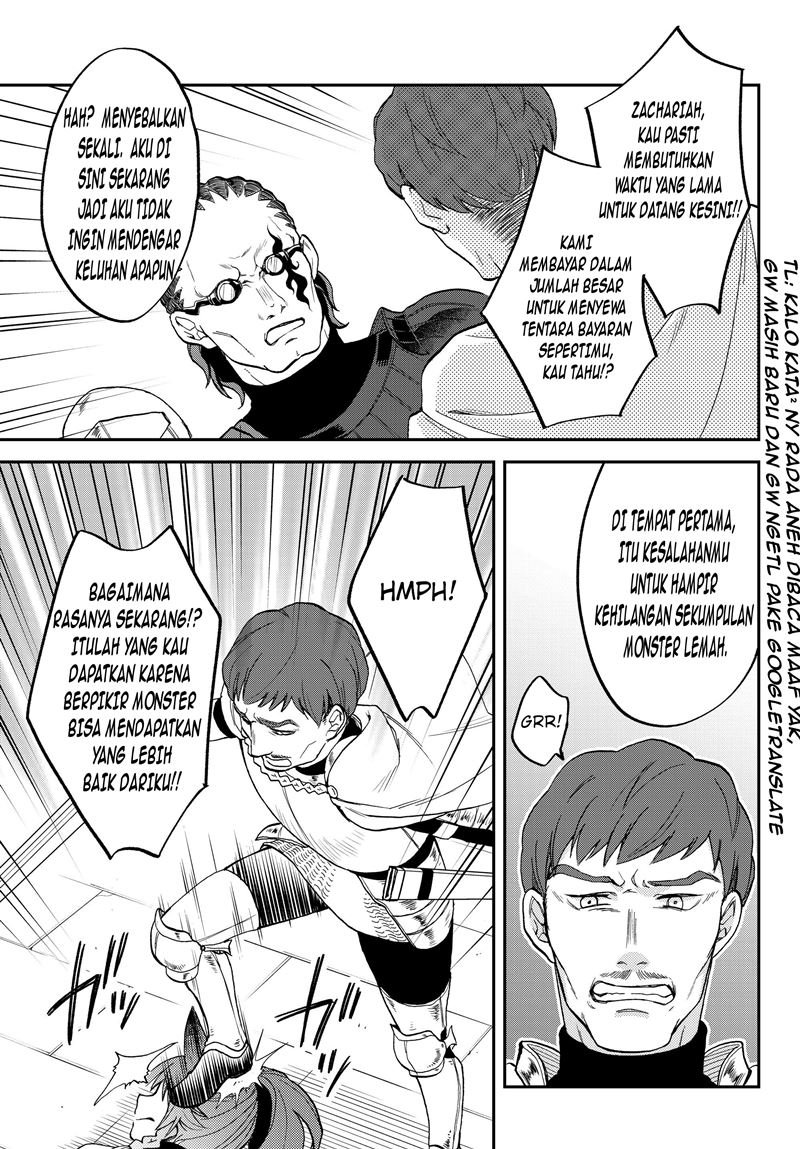 ZACHARIAH,
KAU PASTI
MEMBUTUHKAN
WAKTU YANG LAMA
UNTUK DATANG KESINI!!
KAMI
MEMBAYAR DALAM
JUMLAH BESAR
UNTUK MENYEWA
TENTARA BAYARAN
SEPERTIMU,
KAU TAHU!?
HAH? MENYEBALKAN
SEKALI. AKU DI
SINI SEKARANG
JADI AKU TIDAK
INGIN MENDENGAR
KELUHAN APAPUN.
DI TEMPAT PERTAMA,
ITU KESALAHANMU
UNTUK HAMPIR
KEHILANGAN SEKUMPULAN
MONSTER LEMAH.
GRR!
HMPH!
BAGAIMANA
RASANYA SEKARANG!?
ITULAH YANG KAU
DAPATKAN KARENA
BERPIKIR MONSTER
BISA MENDAPATKAN
YANG LEBIH
BAIK DARIKU!!
グリ
グリ
TL: KALO KATA² NY RADA ANEH DIBACA MAAF YAK,
GW MASIH BARU DAN GW NGETL PAKE GOOGLETRANSLATE